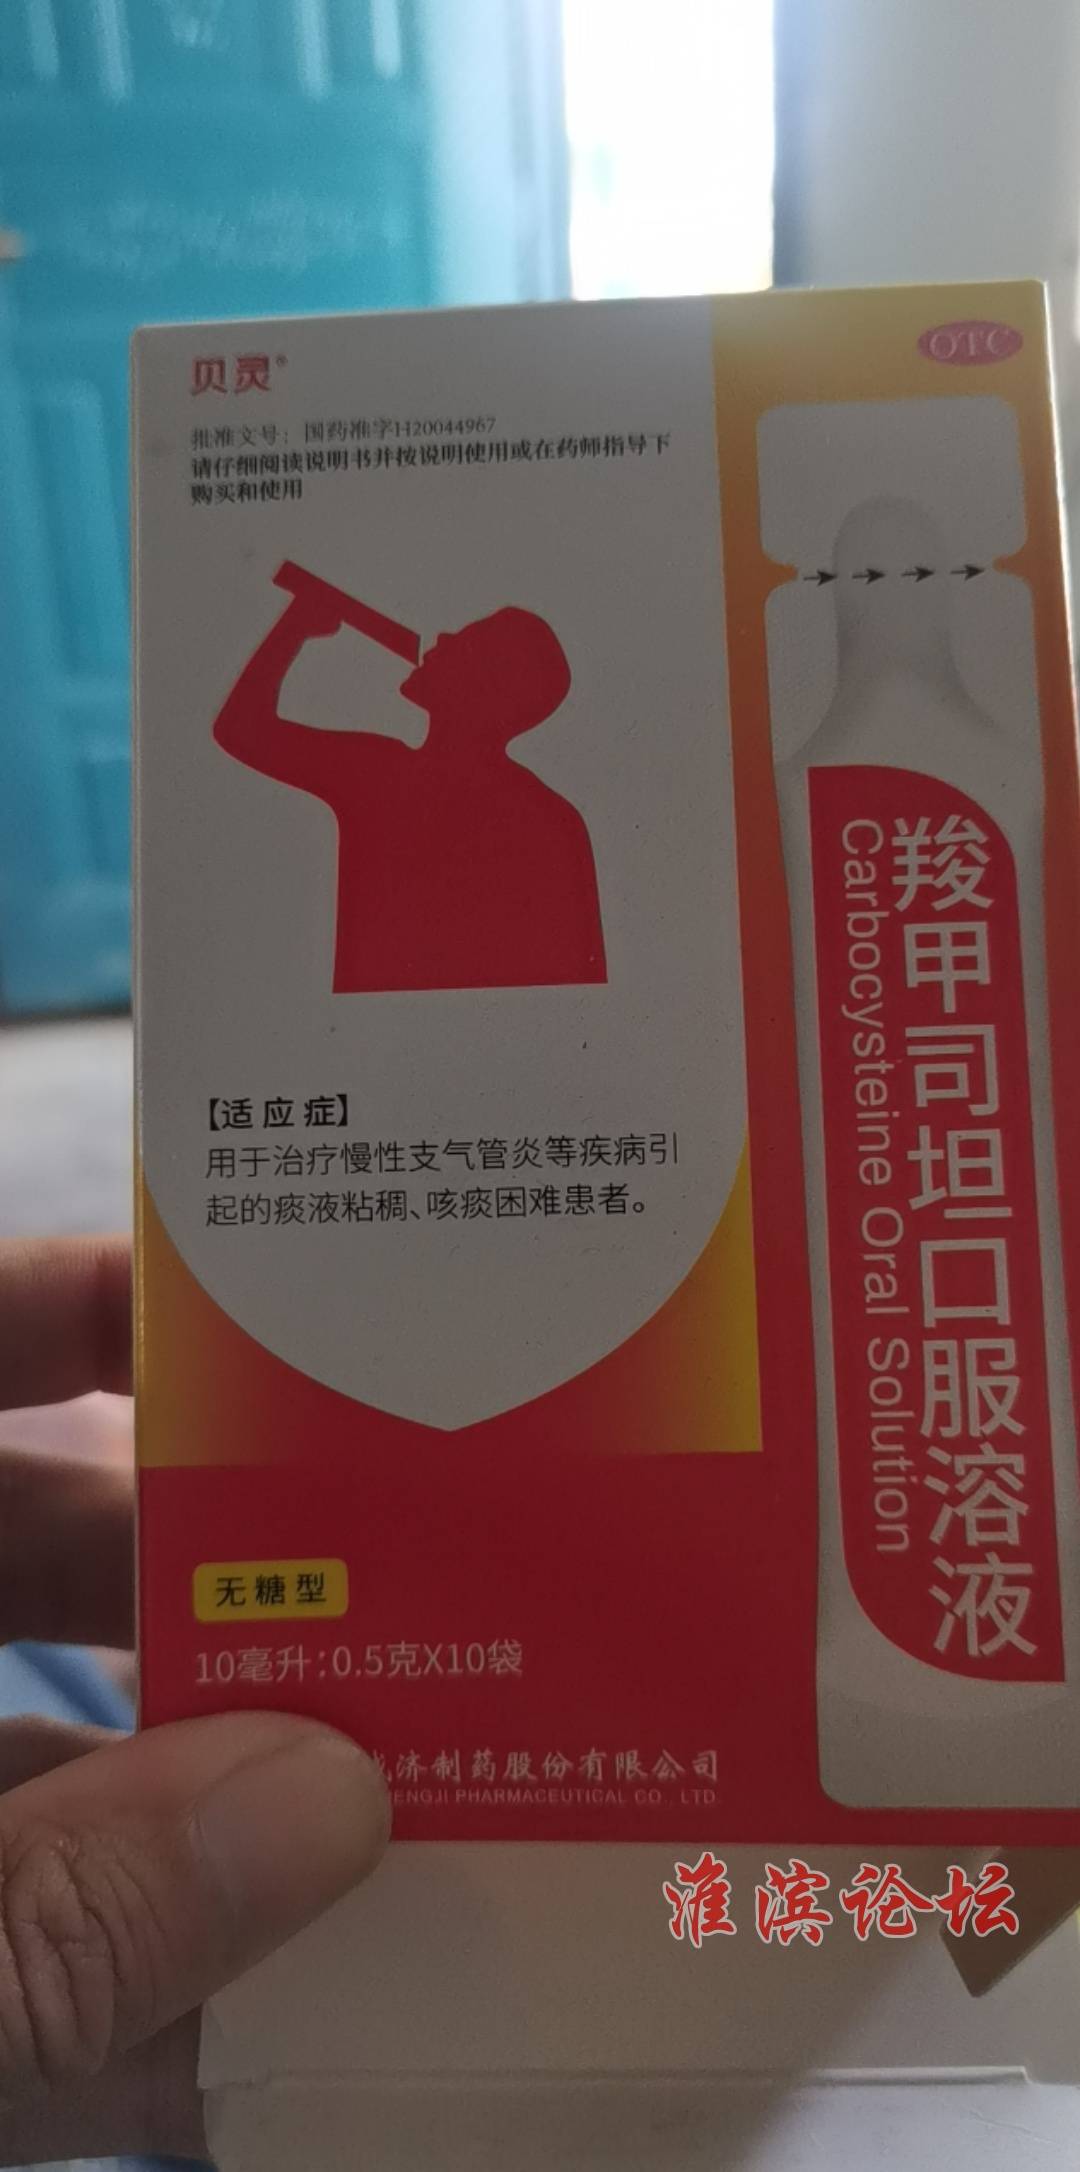 贝灵®
OTC
批准文号：国药准字H20044967
请仔细阅读说明书并按说明使用或在药师指导下
购买和使用
羧甲司坦口服溶液
Carbocysteine Oral Solution
【适应症】
用于治疗慢性支气管炎等疾病引
起的痰液粘稠、咳痰困难患者。
无糖型
10毫升:0.5克X10袋
济制药股份有限公司
ENGJI PHARMACEUTICAL CO., LTD.
淮滨论坛